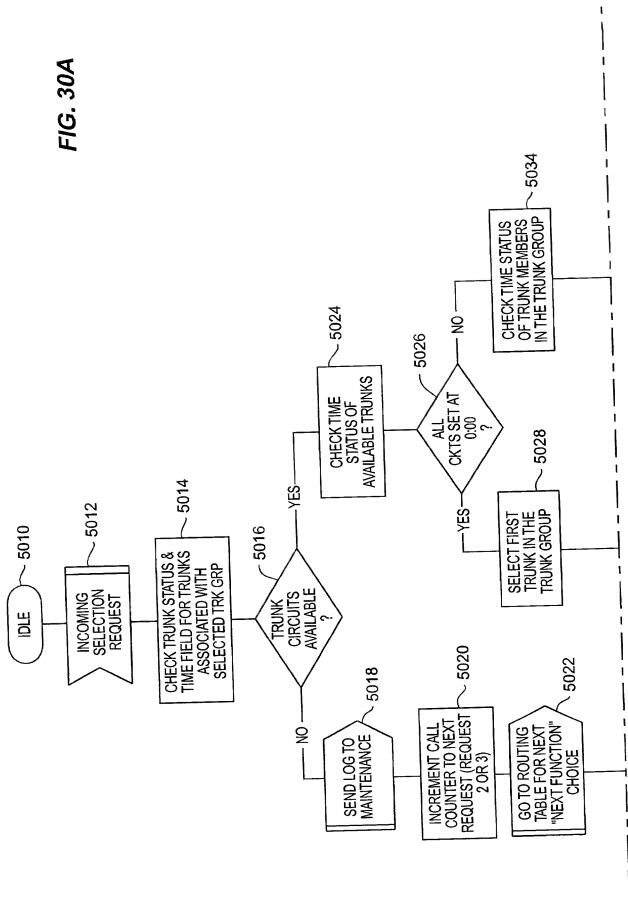 FIG. 30A
IDLE
5010
INCOMING
SELECTION
REQUEST
5012
CHECK TRUNK STATUS &
TIME FIELD FOR TRUNKS
ASSOCIATED WITH
SELECTED TRK GRP
5014
TRUNK
CIRCUITS
AVAILABLE
?
5016
NO
YES
SEND LOG TO
MAINTENANCE
5018
INCREMENT CALL
COUNTER TO NEXT
REQUEST (REQUEST
2 OR 3)
5020
GO TO ROUTING
TABLE FOR NEXT
"NEXT FUNCTION"
CHOICE
5022
CHECK TIME
STATUS OF
AVAILABLE TRUNKS
5024
ALL
CKTS SET AT
0:00
?
5026
YES
NO
SELECT FIRST
TRUNK IN THE
TRUNK GROUP
5028
CHECK TIME STATUS
OF TRUNK MEMBERS
IN THE TRUNK GROUP
5034